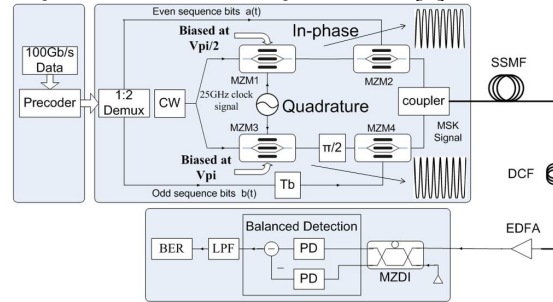 Even sequence bits a(t)
Biased at
Vpi/2
In-phase
100Gb/s
Data
MZM1
MZM2
SSMF
Precoder
1:2
Demux
CW
25GHz clock
signal
Quadrature
coupler
MZM3
MZM4
MSK
Signal
π/2
Biased at
Vpi
Tb
DCF
Odd sequence bits b(t)
Balanced Detection
EDFA
BER
LPF
−
PD
−
PD
MZDI